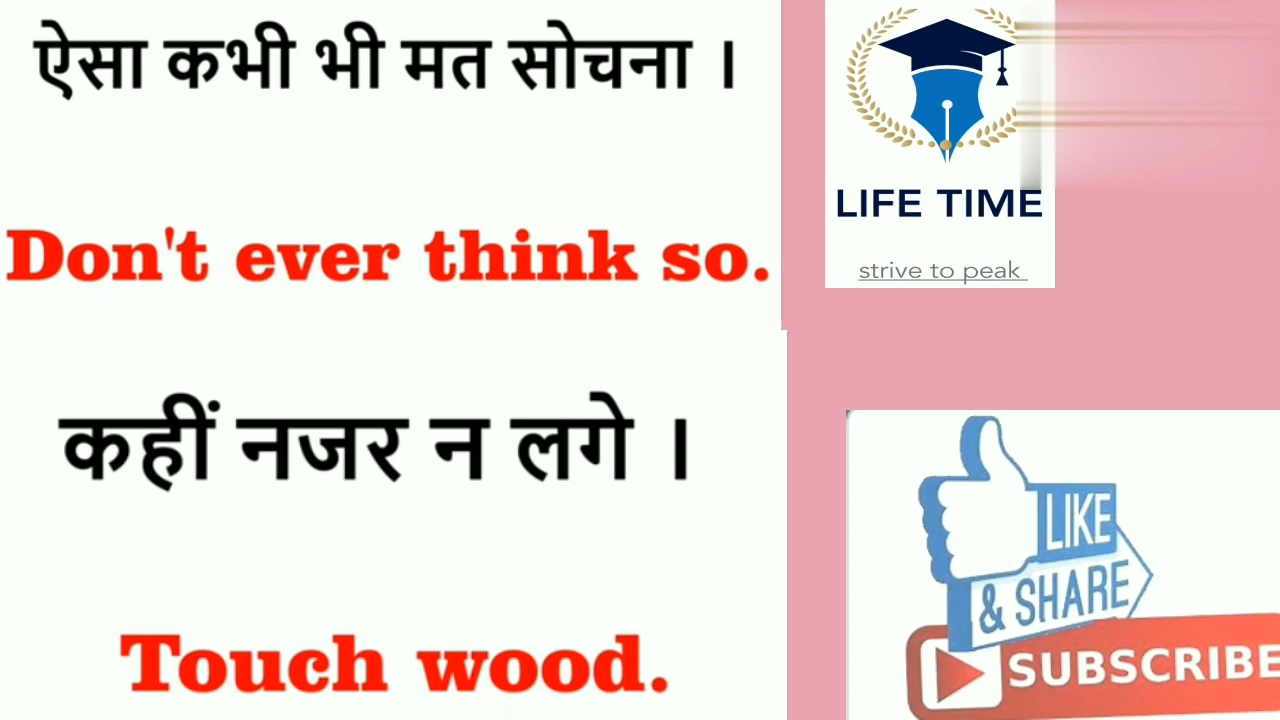 ऐसा कभी भी मत सोचना ।
Don't ever think so.
कहीं नजर न लगे ।
Touch wood.
LIFE TIME
strive to peak
LIKE
& SHARE
SUBSCRIBE